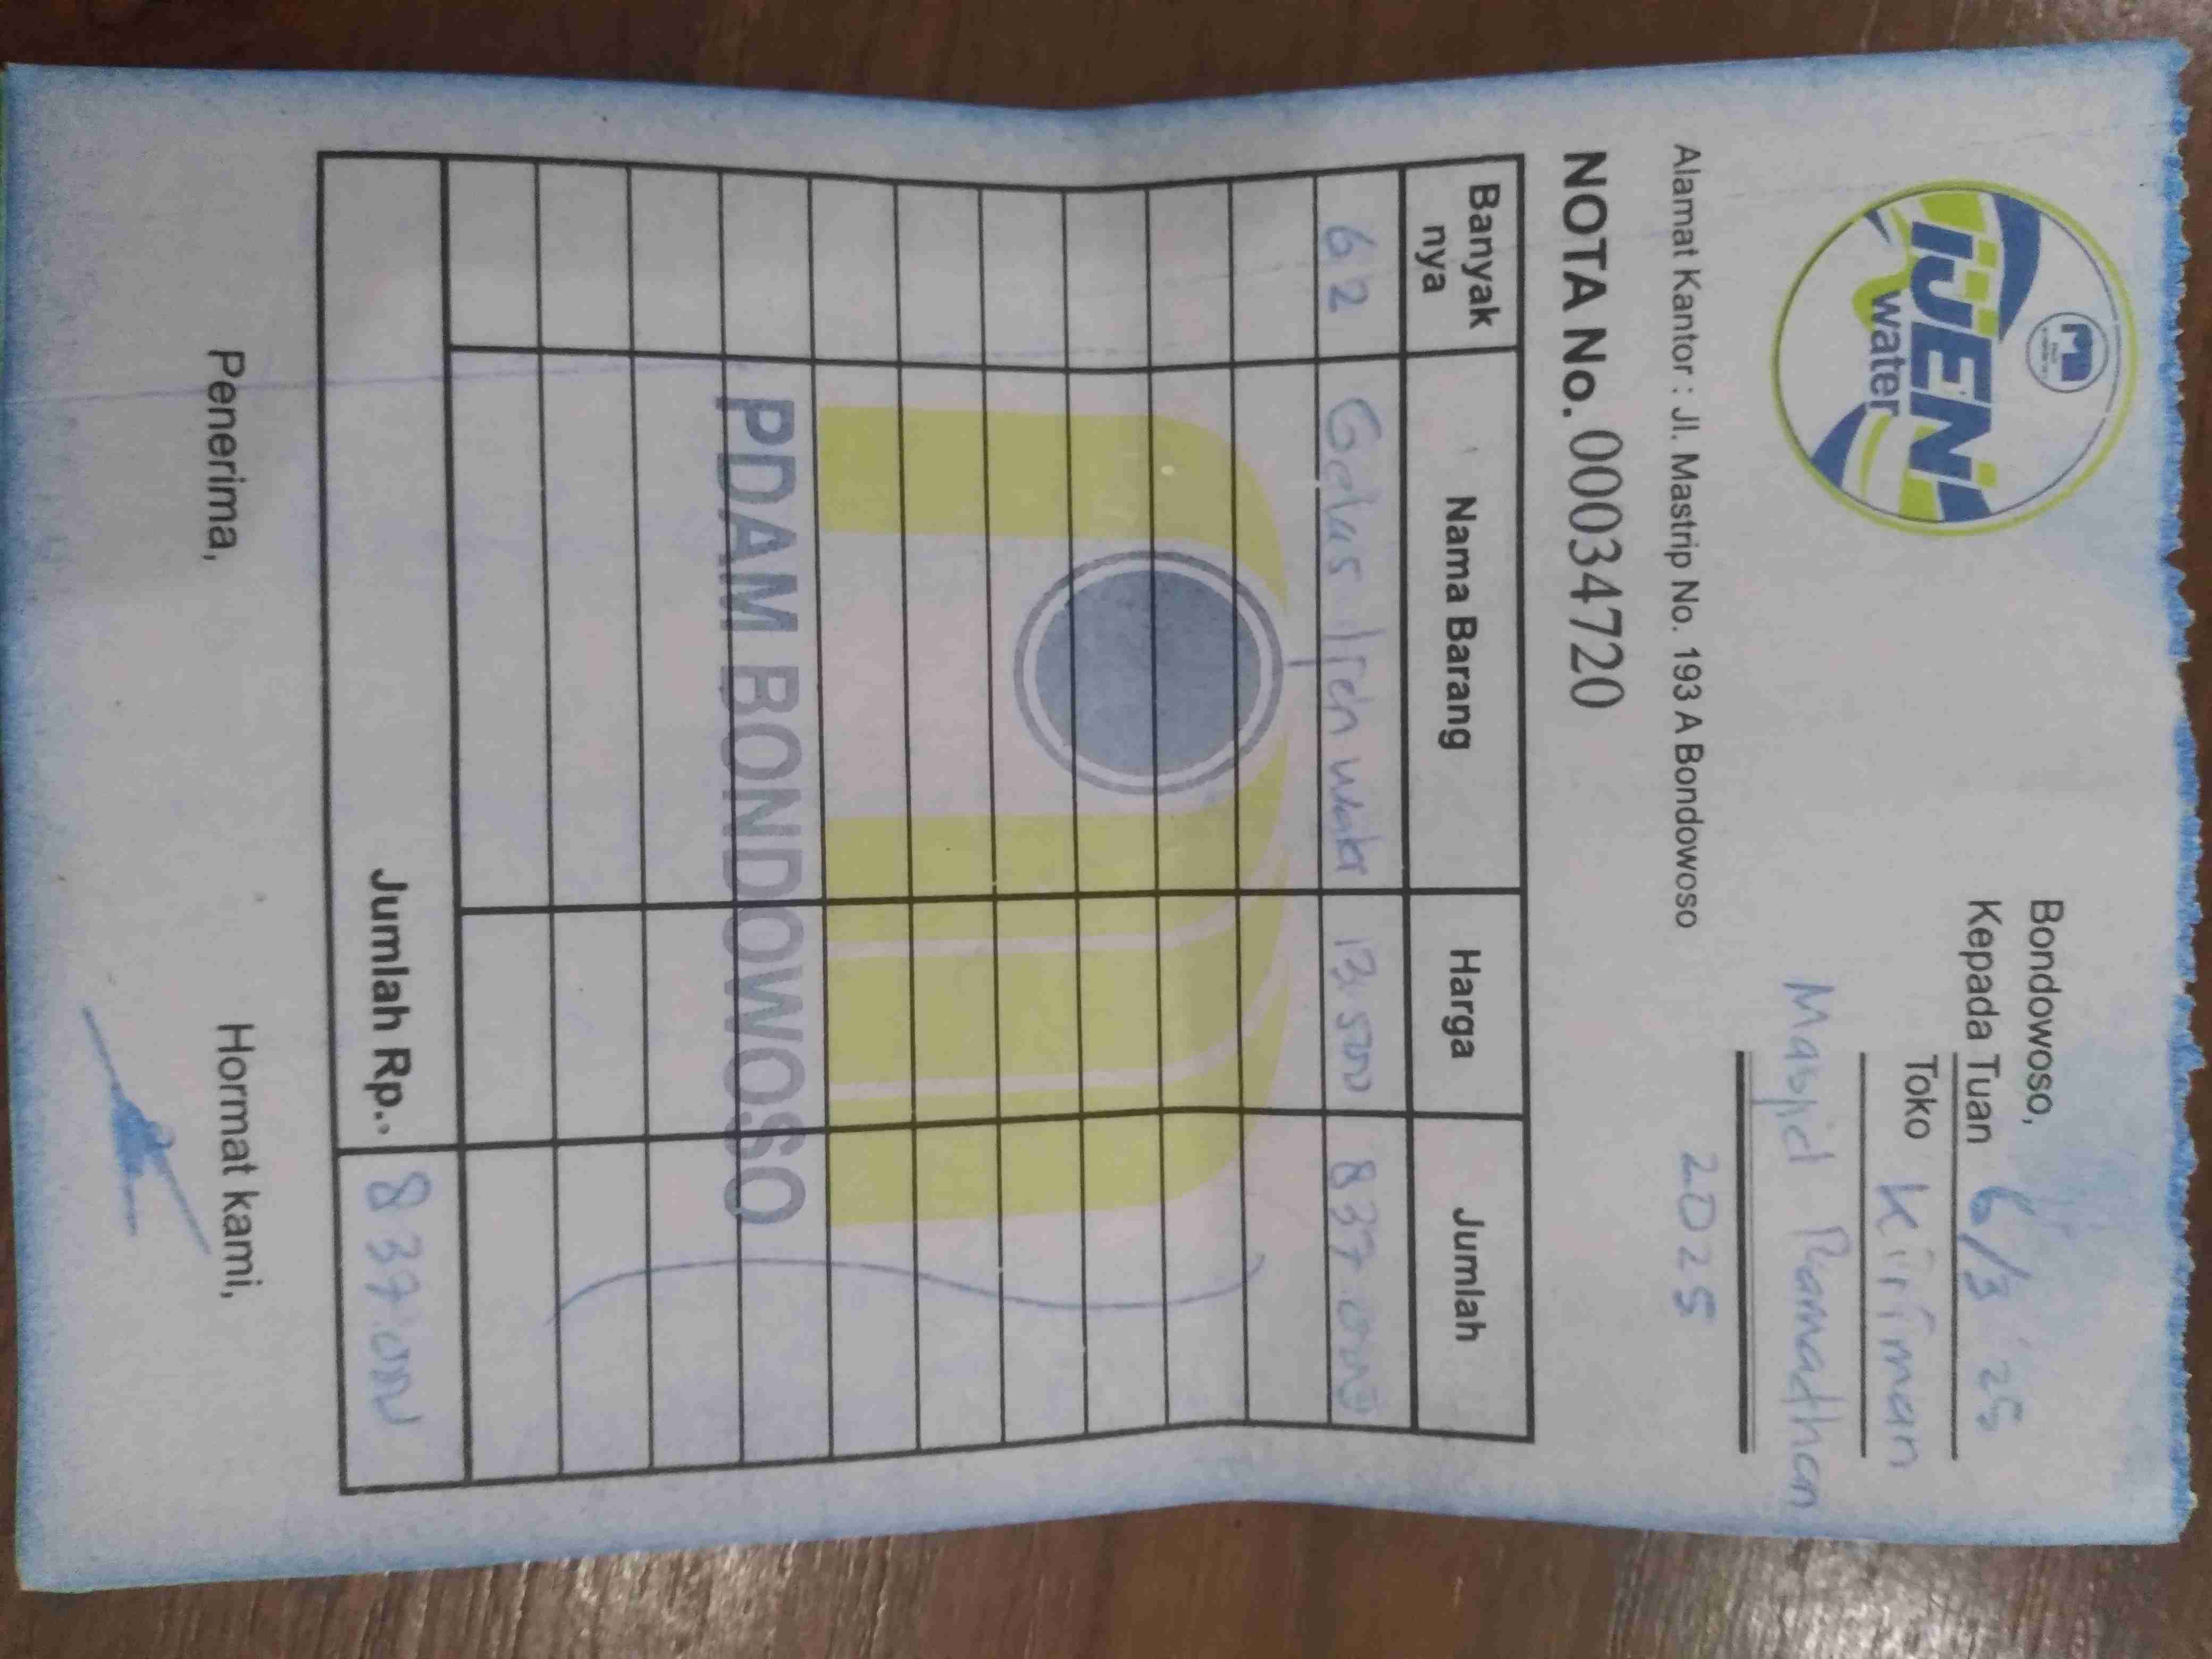 IJEN
water
Bondowoso, 6/3 '25
Kepada Tuan
Toko Kiriman
Masjid Ramadhan
2025
Alamat Kantor : Jl. Mastrip No. 193 A Bondowoso
NOTA No. 00034720
Banyak nya Nama Barang Harga Jumlah
62 Gelas Ijen water 13.500 837.000
PDAM BONDOWOSO
Jumlah Rp. 837.000
Penerima, Hormat kami,